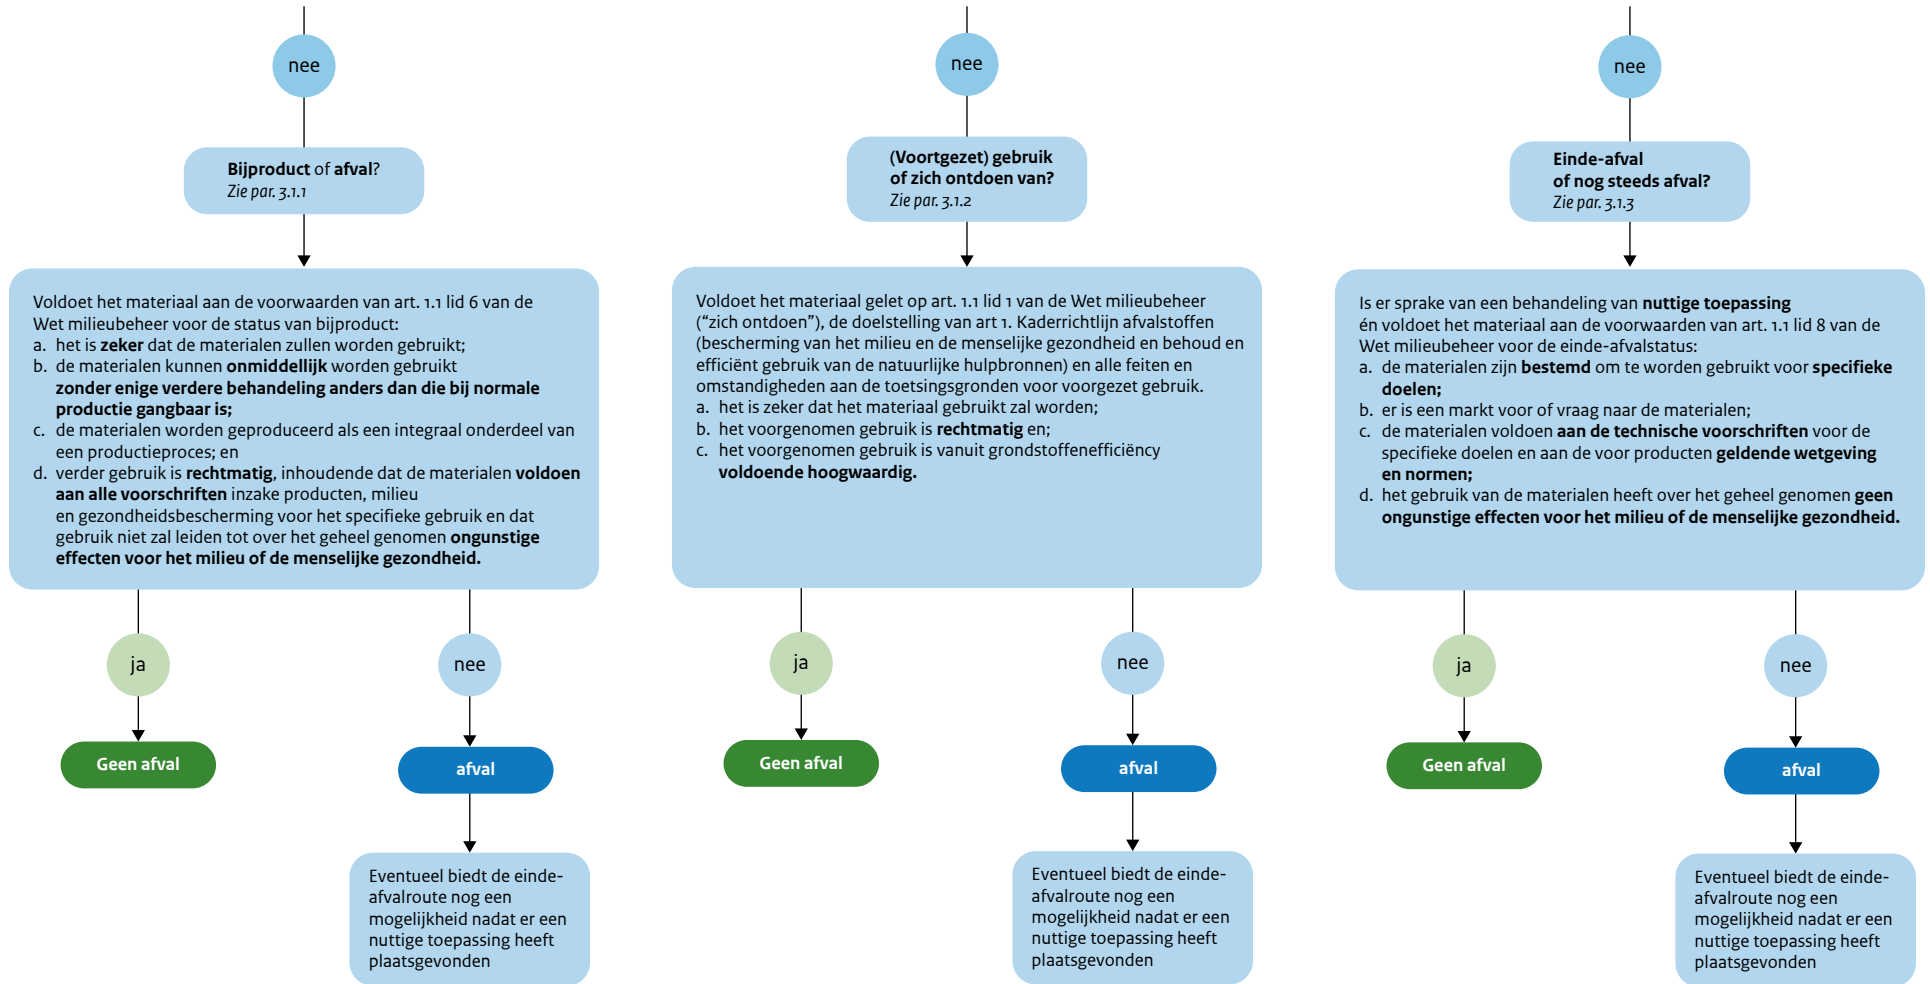 nee
Bijproduct of afval?
Zie par. 3.1.1
Voldoet het materiaal aan de voorwaarden van art. 1.1 lid 6 van de
Wet milieubeheer voor de status van bijproduct:
a. het is zeker dat de materialen zullen worden gebruikt;
b. de materialen kunnen onmiddellijk worden gebruikt
zonder enige verdere behandeling anders dan die bij normale
productie gangbaar is;
c. de materialen worden geproduceerd als een integraal onderdeel van
een productieproces; en
d. verder gebruik is rechtmatig, inhoudende dat de materialen voldoen
aan alle voorschriften inzake producten, milieu
en gezondheidsbescherming voor het specifieke gebruik en dat
gebruik niet zal leiden tot over het geheel genomen ongunstige
effecten voor het milieu of de menselijke gezondheid.
ja
nee
Geen afval
afval
Eventueel biedt de einde-
afvalroute nog een
mogelijkheid nadat er een
nuttige toepassing heeft
plaatsgevonden
nee
(Voortgezet) gebruik
of zich ontdoen van?
Zie par. 3.1.2
Voldoet het materiaal gelet op art. 1.1 lid 1 van de Wet milieubeheer
(“zich ontdoen”), de doelstelling van art 1. Kaderrichtlijn afvalstoffen
(bescherming van het milieu en de menselijke gezondheid en behoud en
efficiënt gebruik van de natuurlijke hulpbronnen) en alle feiten en
omstandigheden aan de toetsingsgronden voor voorgezet gebruik.
a. het is zeker dat het materiaal gebruikt zal worden;
b. het voorgenomen gebruik is rechtmatig en;
c. het voorgenomen gebruik is vanuit grondstoffenefficiëncy
voldoende hoogwaardig.
ja
nee
Geen afval
afval
Eventueel biedt de einde-
afvalroute nog een
mogelijkheid nadat er een
nuttige toepassing heeft
plaatsgevonden
nee
Einde-afval
of nog steeds afval?
Zie par. 3.1.3
Is er sprake van een behandeling van nuttige toepassing
én voldoet het materiaal aan de voorwaarden van art. 1.1 lid 8 van de
Wet milieubeheer voor de einde-afvalstatus:
a. de materialen zijn bestemd om te worden gebruikt voor specifieke
doelen;
b. er is een markt voor of vraag naar de materialen;
c. de materialen voldoen aan de technische voorschriften voor de
specifieke doelen en aan de voor producten geldende wetgeving
en normen;
d. het gebruik van de materialen heeft over het geheel genomen geen
ongunstige effecten voor het milieu of de menselijke gezondheid.
ja
nee
Geen afval
afval
Eventueel biedt de einde-
afvalroute nog een
mogelijkheid nadat er een
nuttige toepassing heeft
plaatsgevonden